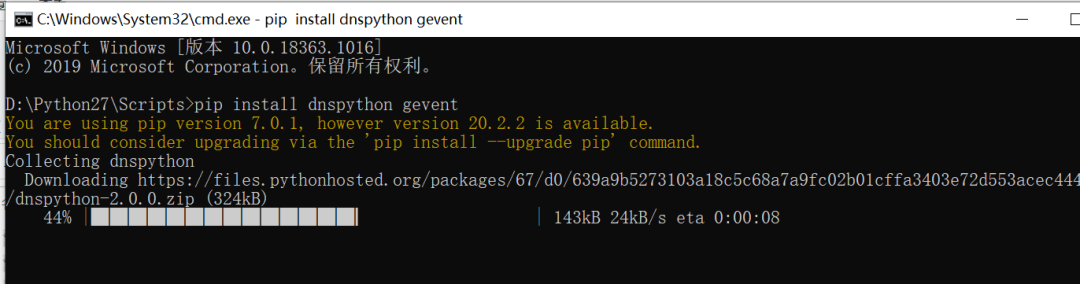 C:\Windows\System32\cmd.exe - pip  install dnspython gevent
Microsoft Windows [版本 10.0.18363.1016]
(c) 2019 Microsoft Corporation。保留所有权利。
D:\Python27\Scripts>pip install dnspython gevent
You are using pip version 7.0.1, however version 20.2.2 is available.
You should consider upgrading via the 'pip install --upgrade pip' command.
Collecting dnspython
  Downloading https://files.pythonhosted.org/packages/67/d0/639a9b5273103a18c5c68a7a9fc02b01cffa3403e72d553acec444
/dnspython-2.0.0.zip (324kB)
44% | | 143kB 24kB/s eta 0:00:08